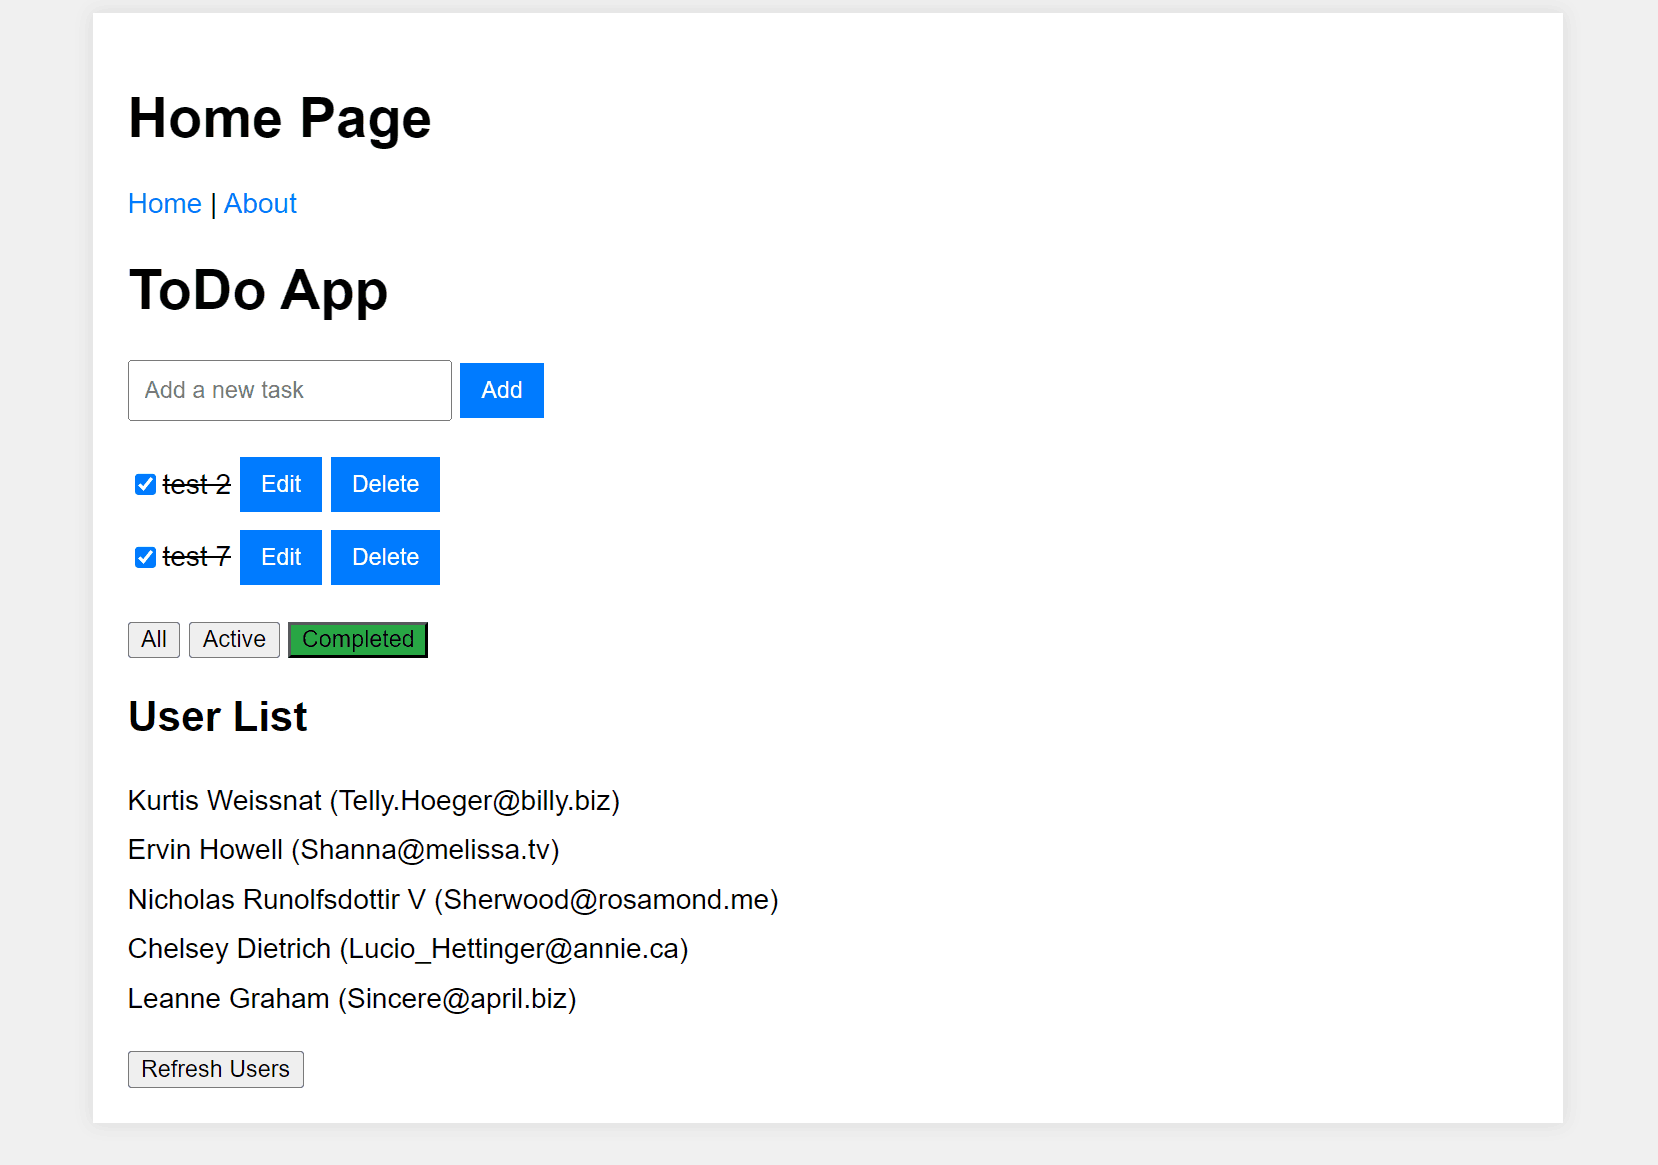 Home Page
Home | About
ToDo App
Add a new task Add
test 2 Edit Delete
test 7 Edit Delete
All Active Completed
User List
Kurtis Weissnat (Telly.Hoeger@billy.biz)
Ervin Howell (Shanna@melissa.tv)
Nicholas Runolfsdottir V (Sherwood@rosamond.me)
Chelsey Dietrich (Lucio_Hettinger@annie.ca)
Leanne Graham (Sincere@april.biz)
Refresh Users